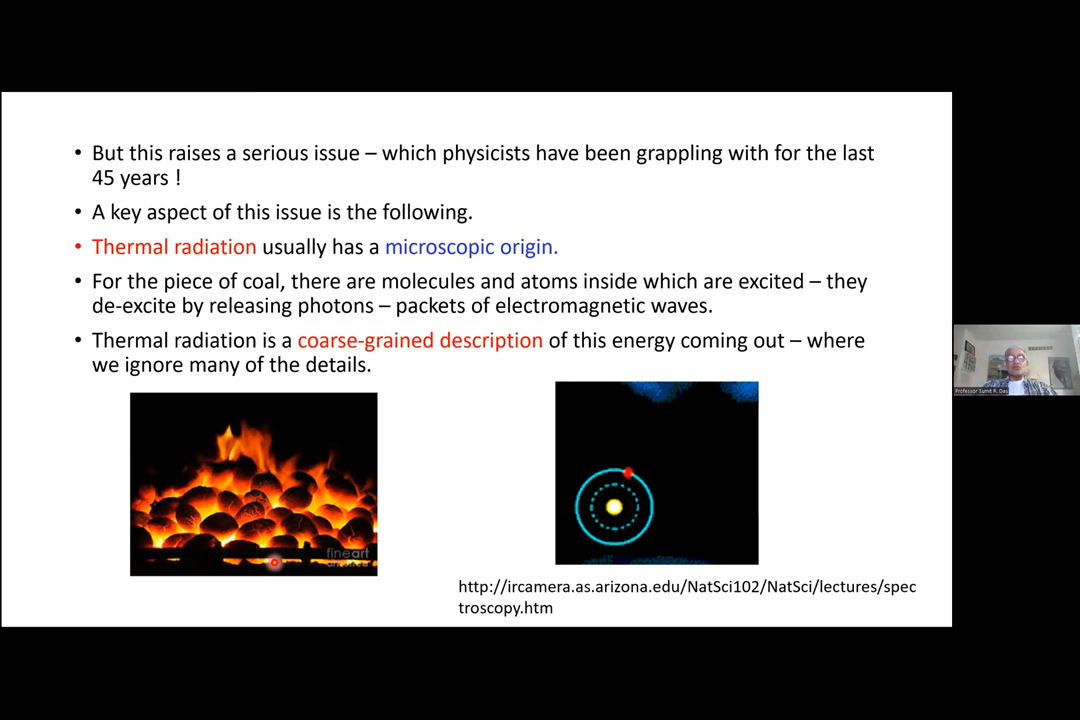 • But this raises a serious issue – which physicists have been grappling with for the last
45 years !
• A key aspect of this issue is the following.
• Thermal radiation usually has a microscopic origin.
• For the piece of coal, there are molecules and atoms inside which are excited – they
de-excite by releasing photons – packets of electromagnetic waves.
• Thermal radiation is a coarse-grained description of this energy coming out – where
we ignore many of the details.
Professor Sumit R. Das
fineart
http://ircamera.as.arizona.edu/NatSci102/NatSci/lectures/spec
troscopy.htm